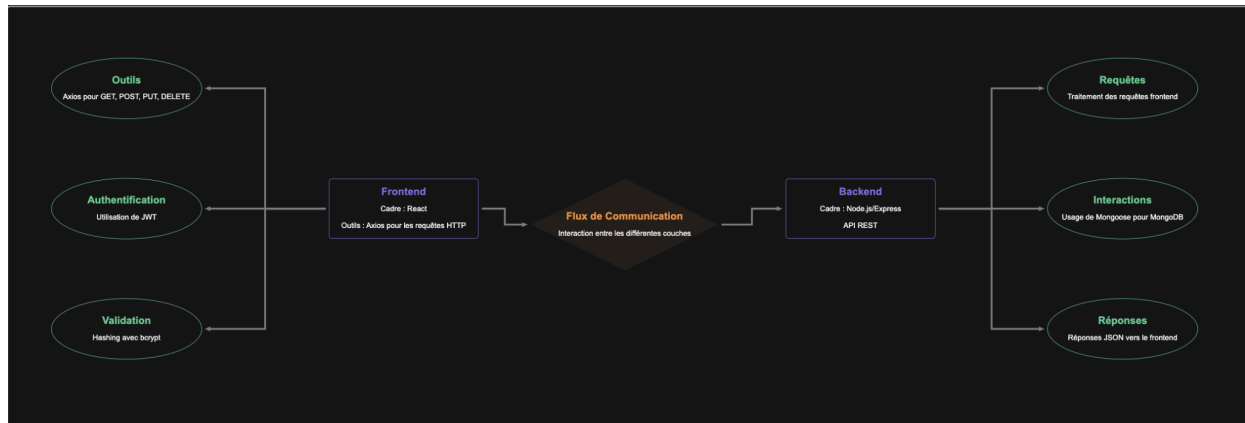 Outils
Axios pour GET, POST, PUT, DELETE
Authentification
Utilisation de JWT
Validation
Hashing avec bcrypt
Frontend
Cadre : React
Outils : Axios pour les requêtes HTTP
Flux de Communication
Interaction entre les différentes couches
Backend
Cadre : Node.js/Express
API REST
Requêtes
Traitement des requêtes frontend
Interactions
Usage de Mongoose pour MongoDB
Réponses
Réponses JSON vers le frontend